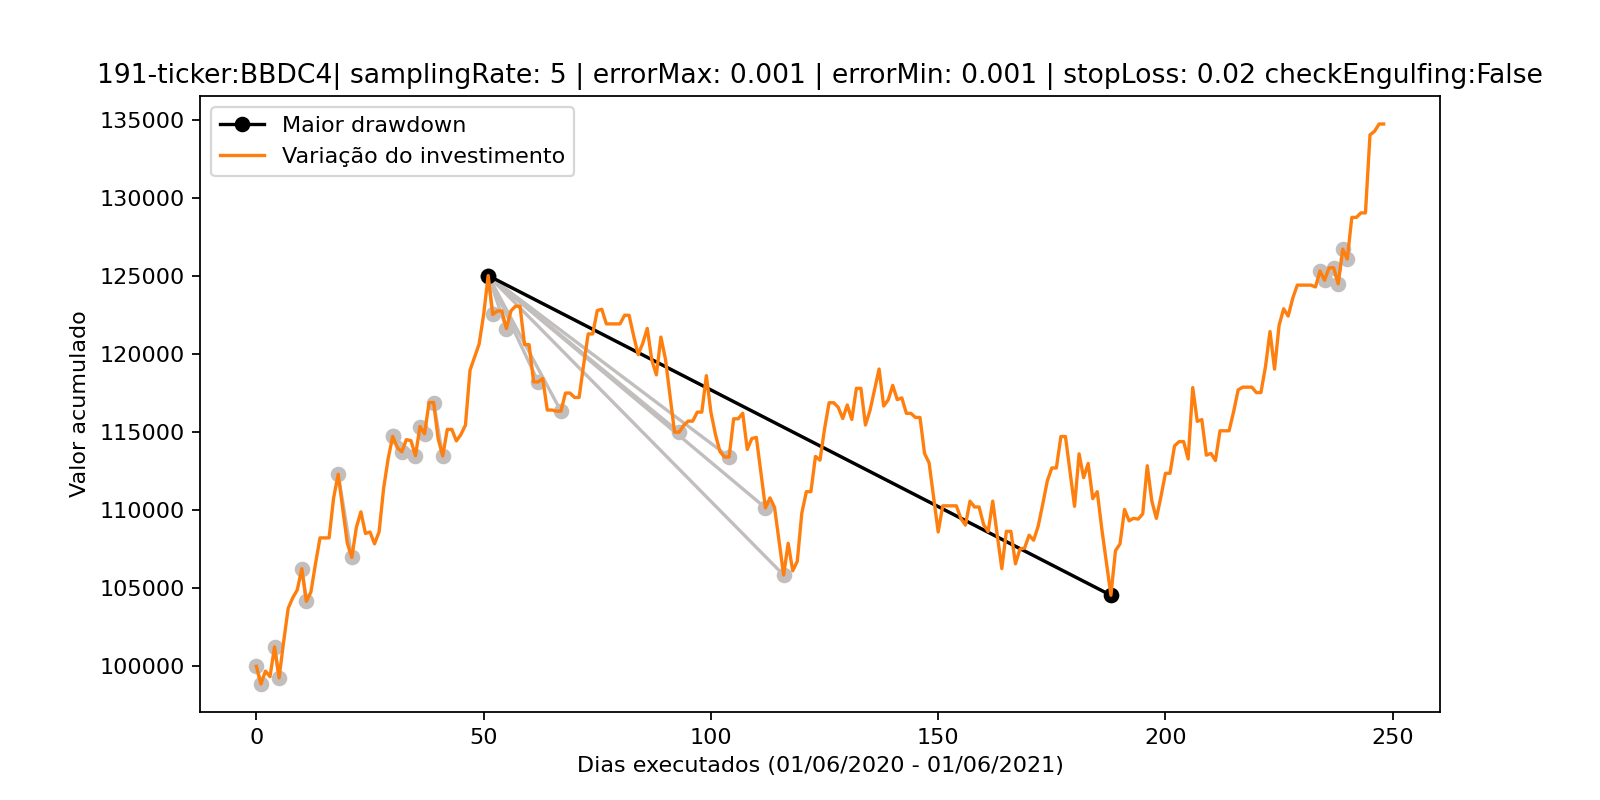 191-ticker:BBDC4| samplingRate: 5 | errorMax: 0.001 | errorMin: 0.001 | stopLoss: 0.02 checkEngulfing:False
Maior drawdown
Variação do investimento
135000
130000
125000
120000
115000
110000
105000
100000
Valor acumulado
0 50 100 150 200 250
Dias executados (01/06/2020 - 01/06/2021)